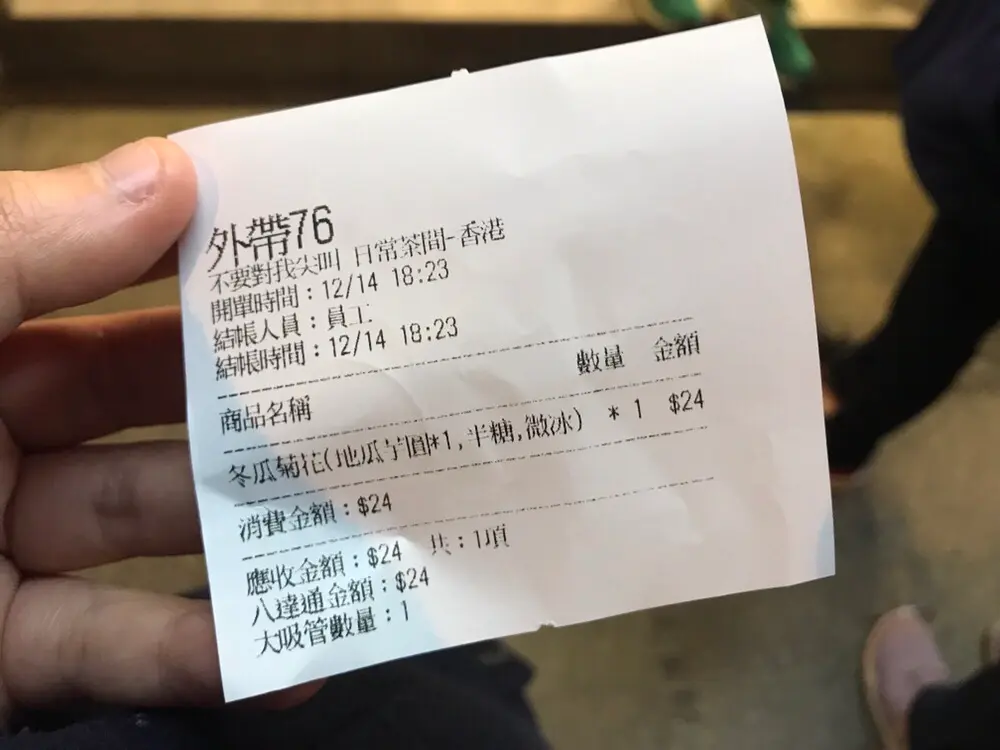 外帶76
不要對我尖叫 日常茶間-香港
開單時間：12/14 18:23
結帳人員：員工
結帳時間：12/14 18:23
商品名稱 數量 金額
冬瓜菊花(地瓜芋圓*1,半糖,微冰) * 1 $24
消費金額：$24
應收金額：$24 共：1項
八達通金額：$24
大吸管數量：1